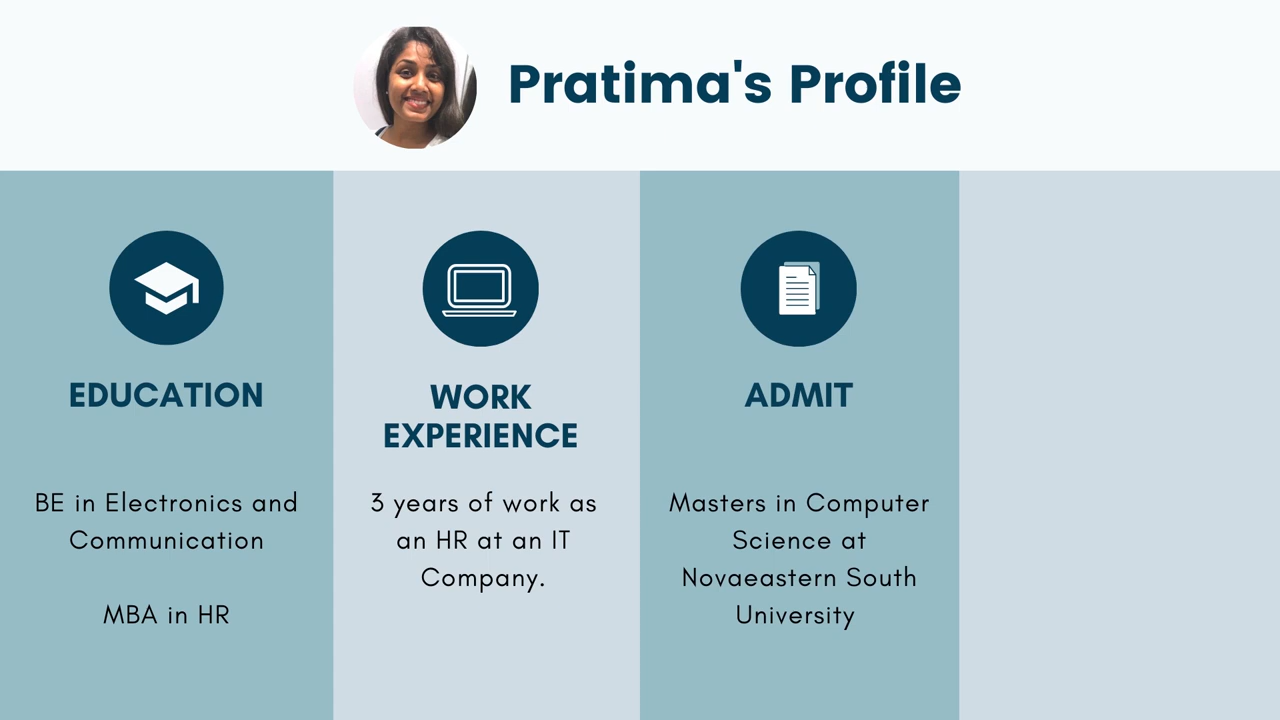 Pratima's Profile
EDUCATION
BE in Electronics and
Communication
MBA in HR
WORK
EXPERIENCE
3 years of work as
an HR at an IT
Company.
ADMIT
Masters in Computer
Science at
Novaeastern South
University